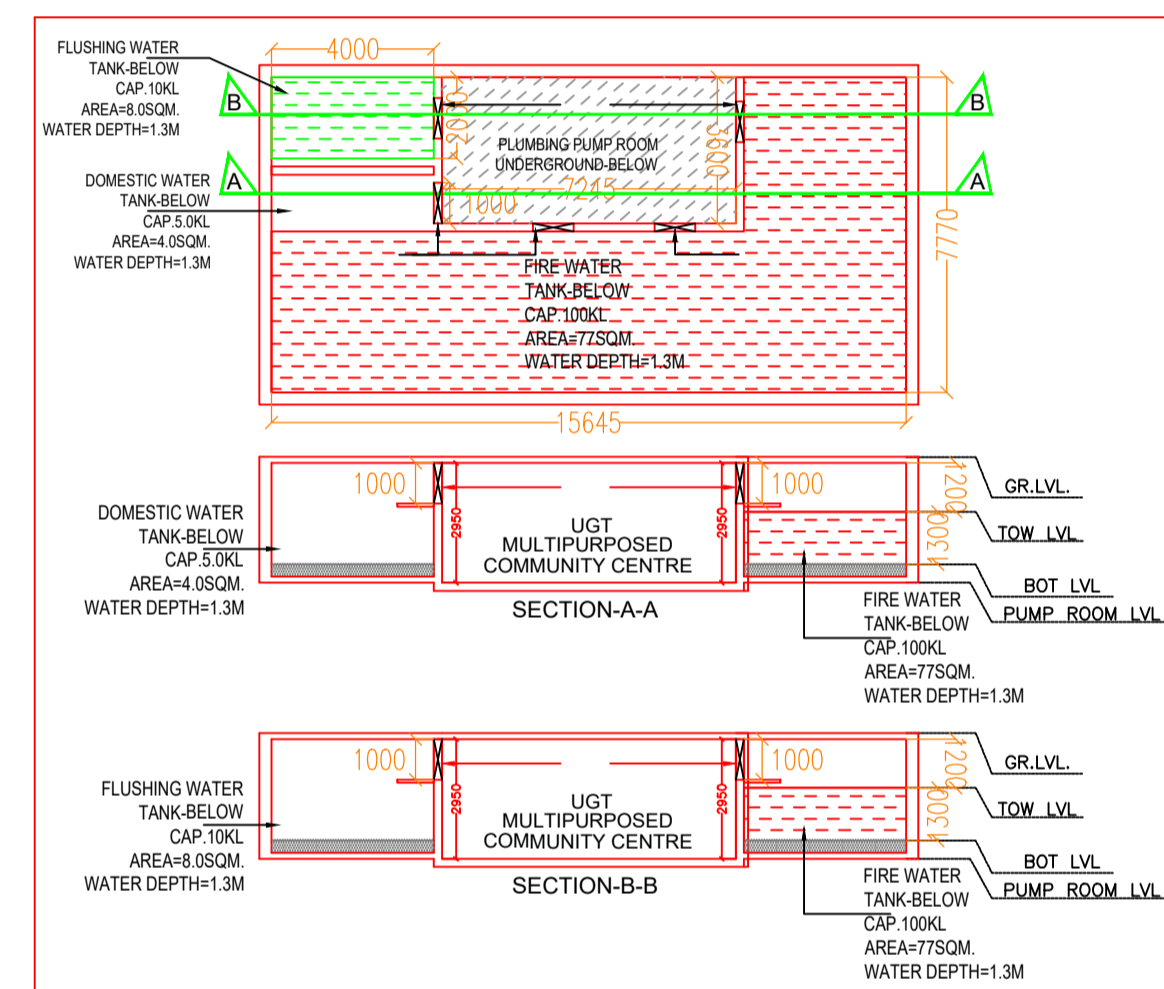 FLUSHING WATER
TANK-BELOW
CAP.10KL
AREA=8.0SQM.
WATER DEPTH=1.3M
4000
B
B
2000
PLUMBING PUMP ROOM
UNDERGROUND-BELOW
3600
DOMESTIC WATER
TANK-BELOW
CAP.5.0KL
AREA=4.0SQM.
WATER DEPTH=1.3M
A
A
7245
1000
7770
FIRE WATER
TANK-BELOW
CAP.100KL
AREA=77SQM.
WATER DEPTH=1.3M
15645
DOMESTIC WATER
TANK-BELOW
CAP.5.0KL
AREA=4.0SQM.
WATER DEPTH=1.3M
1000
2950
UGT
MULTIPURPOSED
COMMUNITY CENTRE
2950
1000
1200
1300
GR.LVL.
TOW LVL
BOT LVL
PUMP ROOM LVL
SECTION-A-A
FIRE WATER
TANK-BELOW
CAP.100KL
AREA=77SQM.
WATER DEPTH=1.3M
FLUSHING WATER
TANK-BELOW
CAP.10KL
AREA=8.0SQM.
WATER DEPTH=1.3M
1000
2950
UGT
MULTIPURPOSED
COMMUNITY CENTRE
2950
1000
1200
1300
GR.LVL.
TOW LVL
BOT LVL
PUMP ROOM LVL
SECTION-B-B
FIRE WATER
TANK-BELOW
CAP.100KL
AREA=77SQM.
WATER DEPTH=1.3M